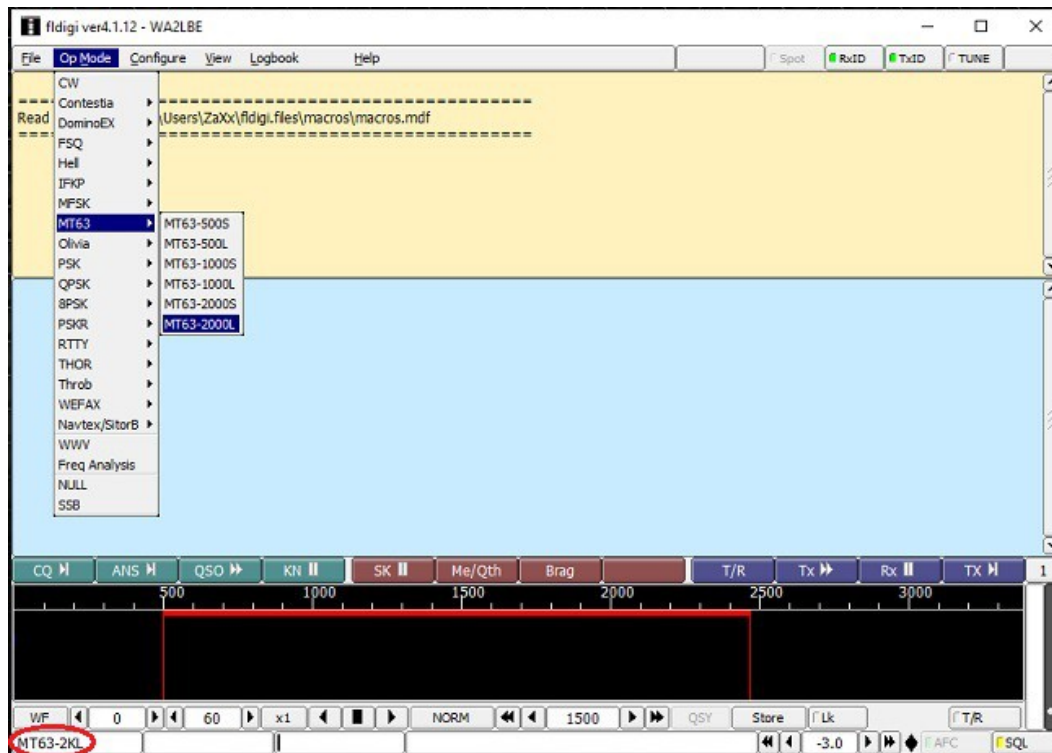 fldigi ver4.1.12 - WA2LBE
File Op Mode Configure View Logbook Help Spot RxID TxID TUNE
CW
Contestia
DominoEX
FSQ
Hell
IFKP
MFSK
MT63
Olivia
PSK
QPSK
8PSK
PSKR
RTTY
THOR
Throb
WEFAX
Navtex/SitorB
WWV
Freq Analysis
NULL
SSB
MT63-500S
MT63-500L
MT63-1000S
MT63-1000L
MT63-2000S
MT63-2000L
Read \Users\ZaXx\fldigi.files\macros\macros.mdf
CQ ANS QSO KN SK Me/Qth Brag T/R Tx Rx TX 1
500 1000 1500 2000 2500 3000
WF 0 60 x1 NORM 1500 QSY Store Lk T/R
MT63-2KL -3.0 AFC SQL